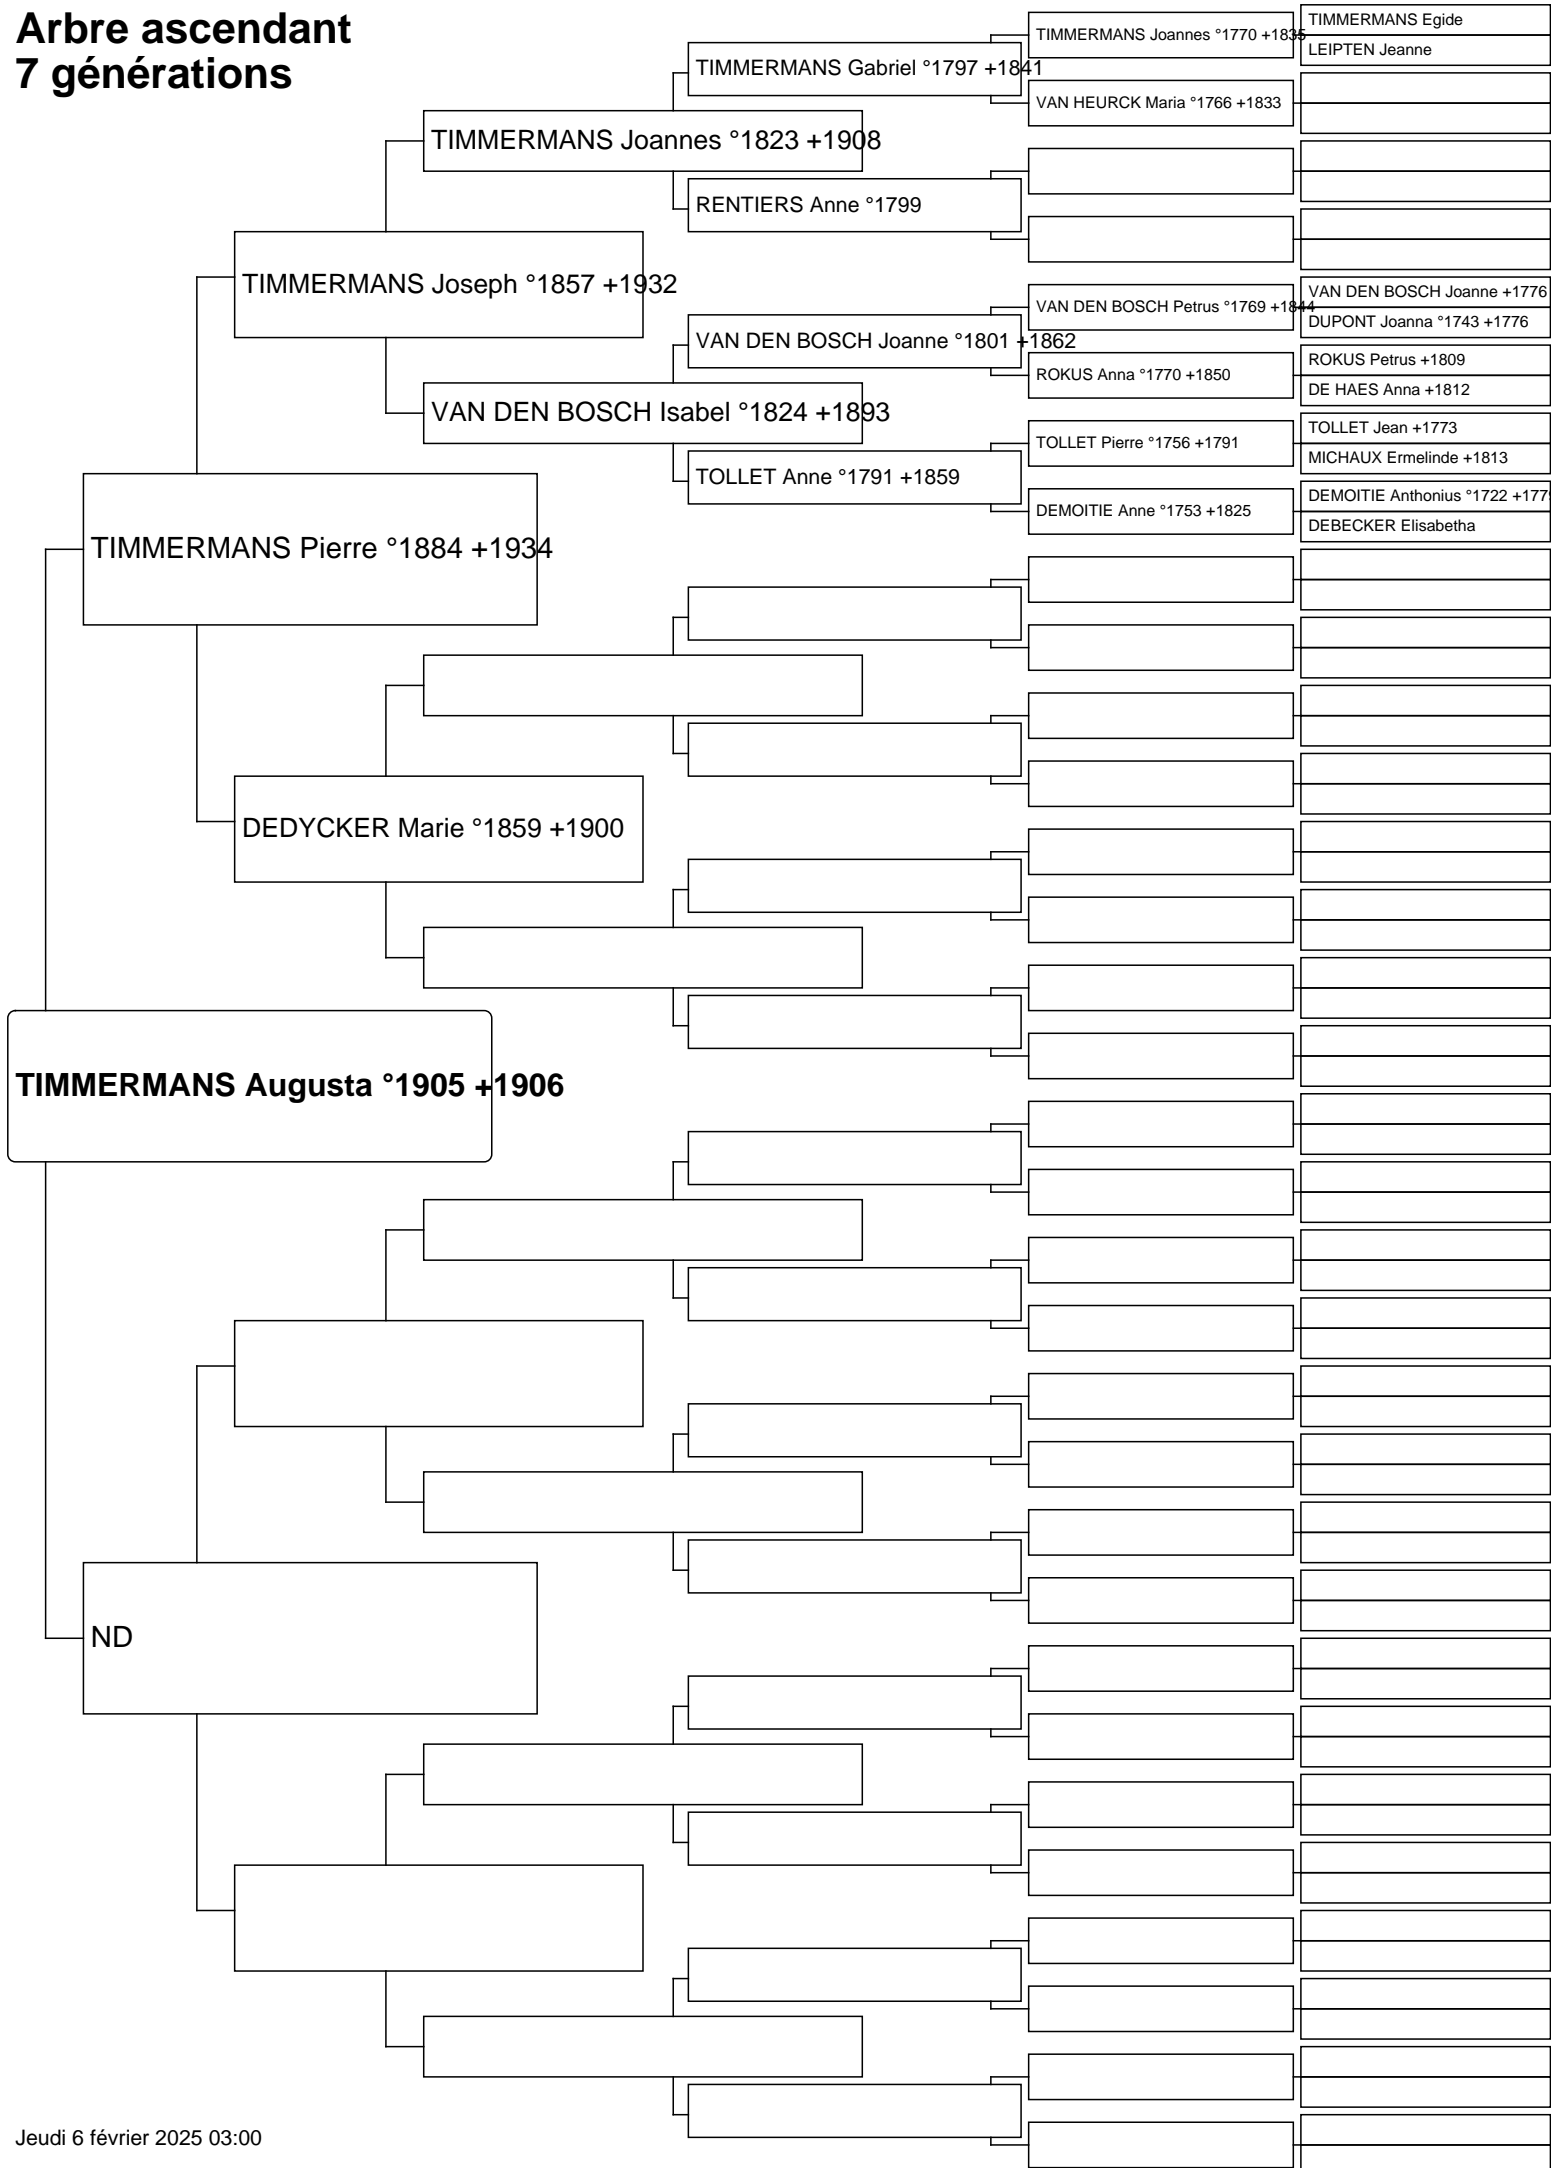 Arbre ascendant
7 générations
TIMMERMANS Augusta °1905 +1906
TIMMERMANS Pierre °1884 +1934
ND
TIMMERMANS Joseph °1857 +1932
DEDYCKER Marie °1859 +1900
TIMMERMANS Joannes °1823 +1908
VAN DEN BOSCH Isabel °1824 +1893
TIMMERMANS Gabriel °1797 +1841
RENTIERS Anne °1799
VAN DEN BOSCH Joanne °1801 +1862
TOLLET Anne °1791 +1859
TIMMERMANS Joannes °1770 +1835
VAN HEURCK Maria °1766 +1833
VAN DEN BOSCH Petrus °1769 +1844
ROKUS Anna °1770 +1850
TOLLET Pierre °1756 +1791
DEMOITIE Anne °1753 +1825
TIMMERMANS Egide
LEIPTEN Jeanne
VAN DEN BOSCH Joanne +1776
DUPONT Joanna °1743 +1776
ROKUS Petrus +1809
DE HAES Anna +1812
TOLLET Jean +1773
MICHAUX Ermelinde +1813
DEMOITIE Anthonius °1722
DEBECKER Elisabetha
Jeudi 6 février 2025 03:00